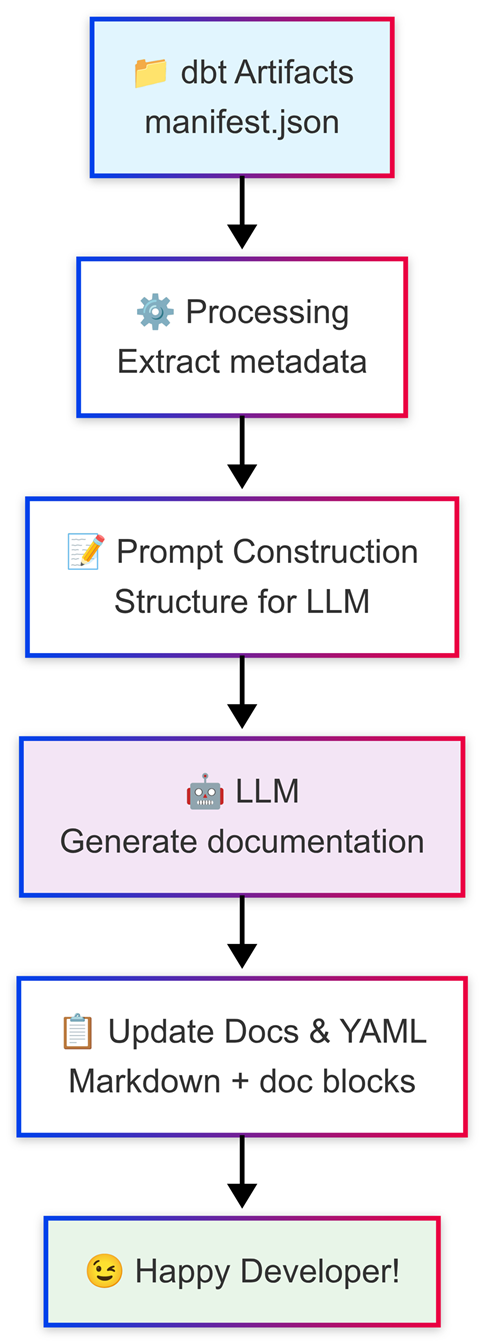 📁 dbt Artifacts
manifest.json
⚙️ Processing
Extract metadata
📝 Prompt Construction
Structure for LLM
🤖 LLM
Generate documentation
📋 Update Docs & YAML
Markdown + doc blocks
😉 Happy Developer!